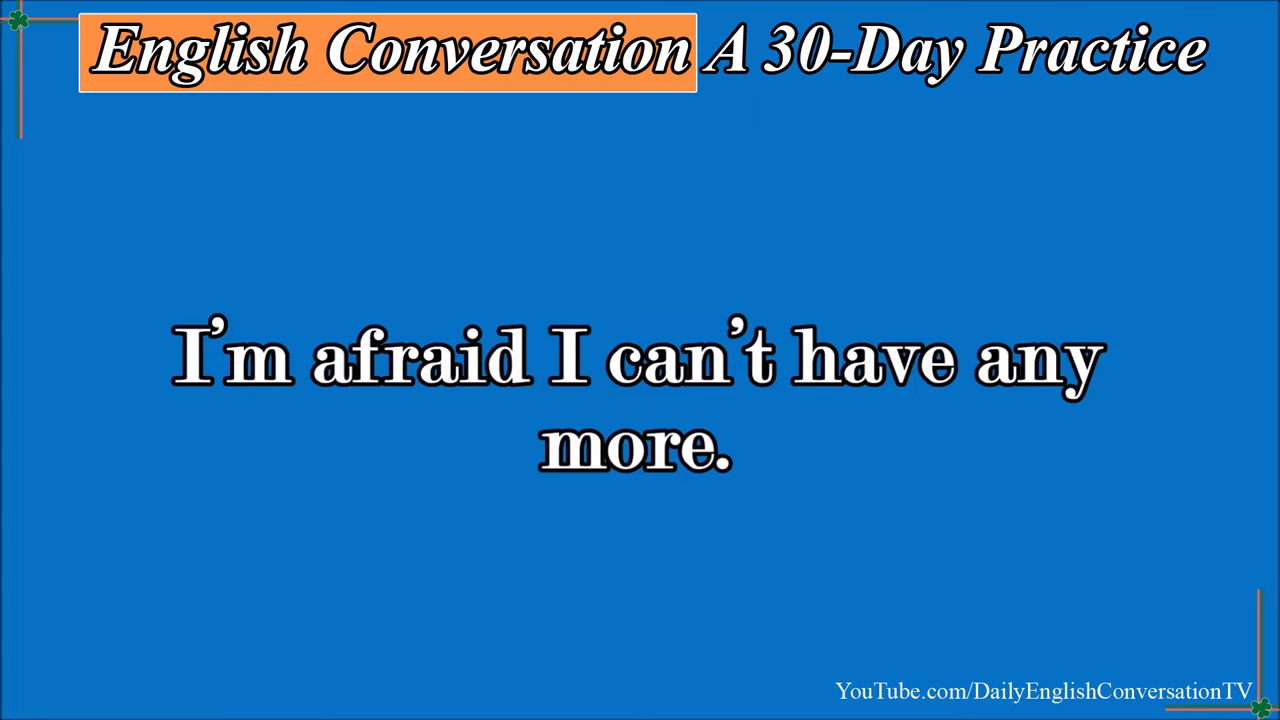 English Conversation A 30-Day Practice
I'm afraid I can't have any
more.
YouTube.com/DailyEnglishConversationTV